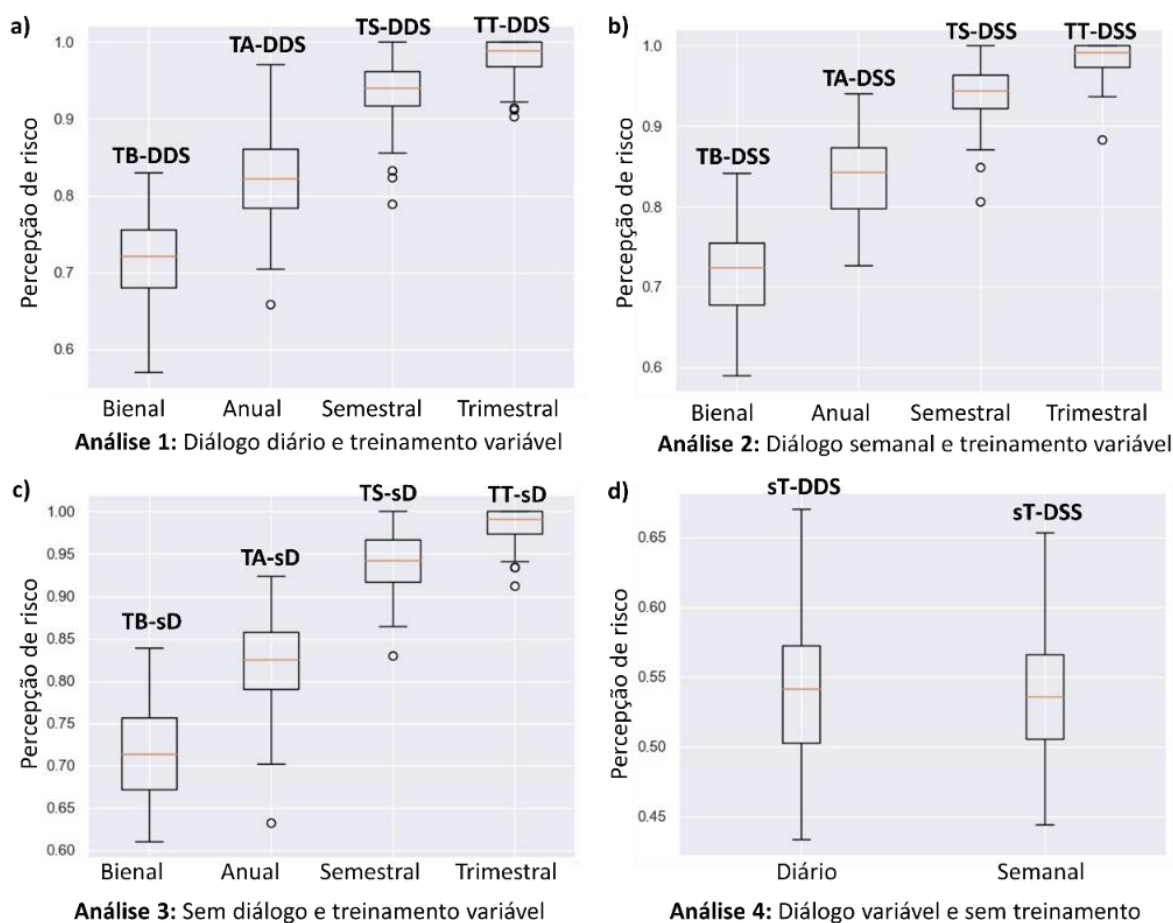 a)
TB-DDS
TA-DDS
TS-DDS
TT-DDS
Percepção de risco
1.0
0.9
0.8
0.7
0.6
Bienal Anual Semestral Trimestral
Análise 1: Diálogo diário e treinamento variável
b)
TB-DSS
TA-DSS
TS-DSS
TT-DSS
Percepção de risco
1.0
0.9
0.8
0.7
0.6
Bienal Anual Semestral Trimestral
Análise 2: Diálogo semanal e treinamento variável
c)
TB-sD
TA-sD
TS-sD
TT-sD
Percepção de risco
1.00
0.95
0.90
0.85
0.80
0.75
0.70
0.65
0.60
Bienal Anual Semestral Trimestral
Análise 3: Sem diálogo e treinamento variável
d)
sT-DDS
sT-DSS
Percepção de risco
0.65
0.60
0.55
0.50
0.45
Diário Semanal
Análise 4: Diálogo variável e sem treinamento